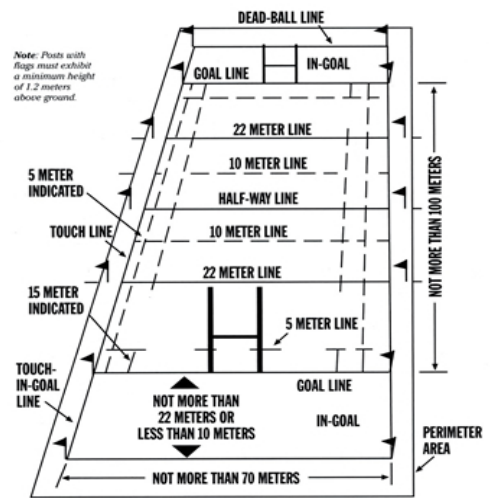 DEAD-BALL LINE
Note: Posts with
flags must exhibit
a minimum height
of 1.2 meters
above ground.
GOAL LINE
IN-GOAL
22 METER LINE
10 METER LINE
5 METER
INDICATED
HALF-WAY LINE
TOUCH LINE
10 METER LINE
22 METER LINE
NOT MORE THAN 100 METERS
15 METER
INDICATED
5 METER LINE
TOUCH-
IN-GOAL
LINE
GOAL LINE
NOT MORE THAN
22 METERS OR
LESS THAN 10 METERS
IN-GOAL
PERIMETER
AREA
NOT MORE THAN 70 METERS